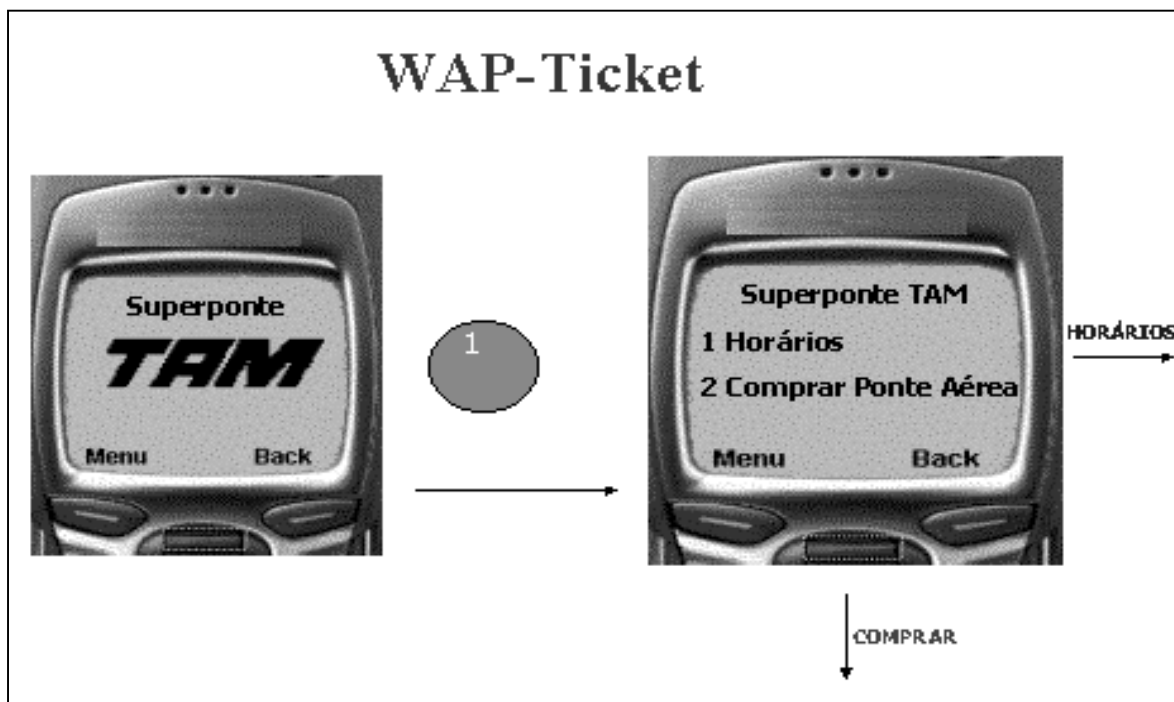 WAP-Ticket
Superponte
TAM
Menu Back
1
Superponte TAM
1 Horários
2 Comprar Ponte Aérea
Menu Back
HORÁRIOS
COMPRAR